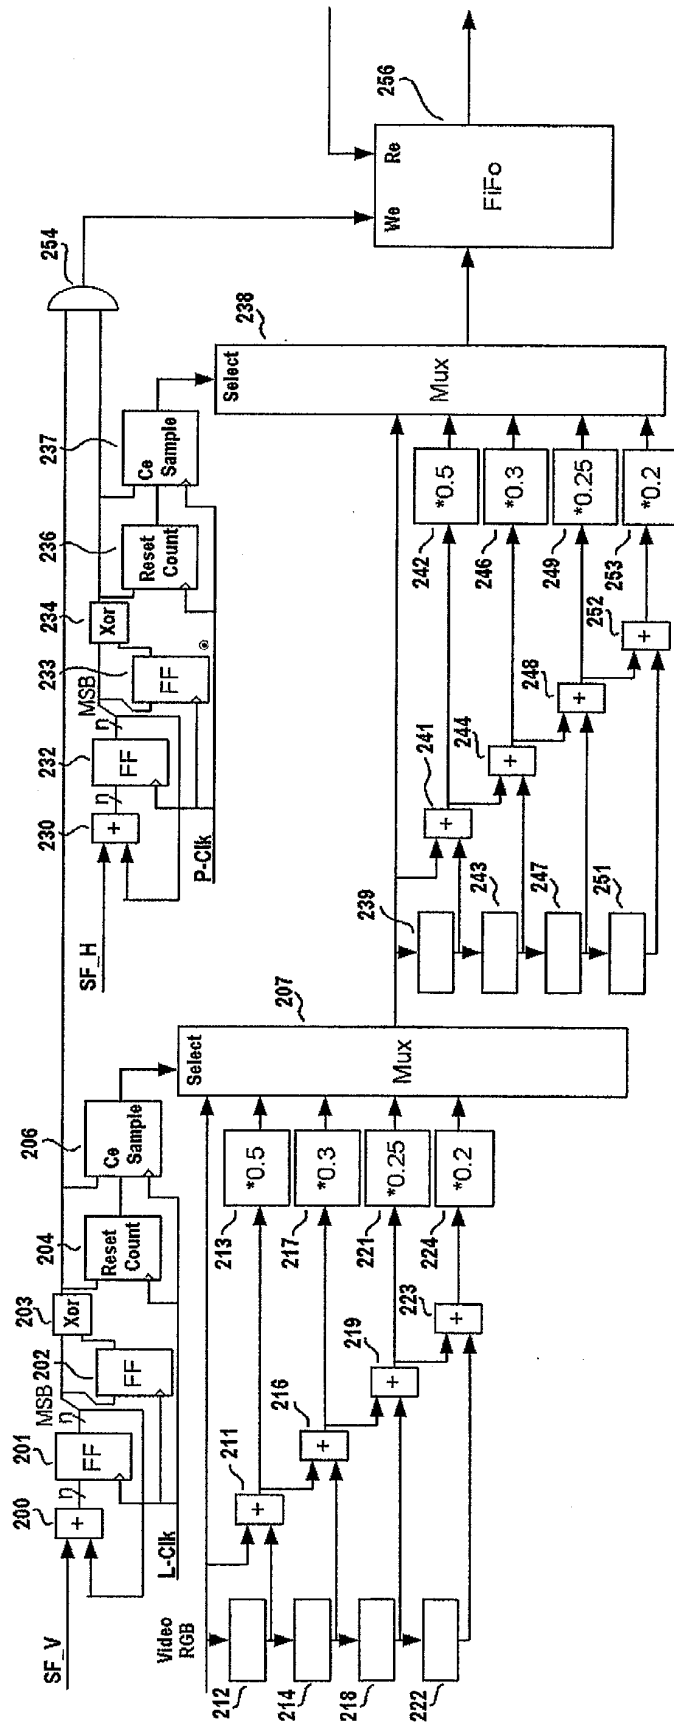 SF_V
200
+
η
201
FF
η
MSB
202
FF
203
Xor
204
Reset
Count
206
Ce
Sample
L-Clk
SF_H
230
+
η
232
FF
η
MSB
233
FF
234
Xor
236
Reset
Count
237
Ce
Sample
P-Clk
254
Video
RGB
212
214
218
222
211
+
216
+
219
+
223
+
213
*0.5
217
*0.3
221
*0.25
224
*0.2
207
Select
Mux
239
243
247
251
241
+
244
+
248
+
252
+
242
*0.5
246
*0.3
249
*0.25
253
*0.2
238
Select
Mux
256
We
Re
FiFo